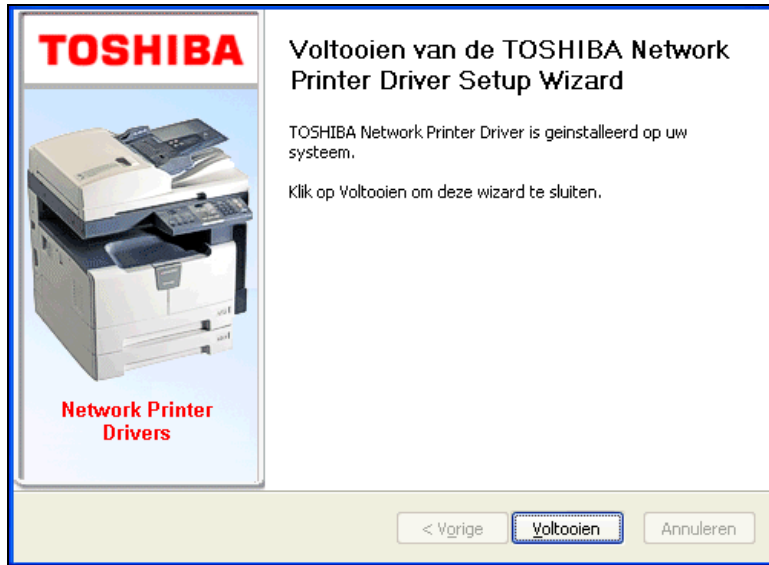 TOSHIBA
Network Printer
Drivers
Voltooien van de TOSHIBA Network
Printer Driver Setup Wizard
TOSHIBA Network Printer Driver is geinstalleerd op uw
systeem.
Klik op Voltooien om deze wizard te sluiten.
< Vorige
Voltooien
Annuleren